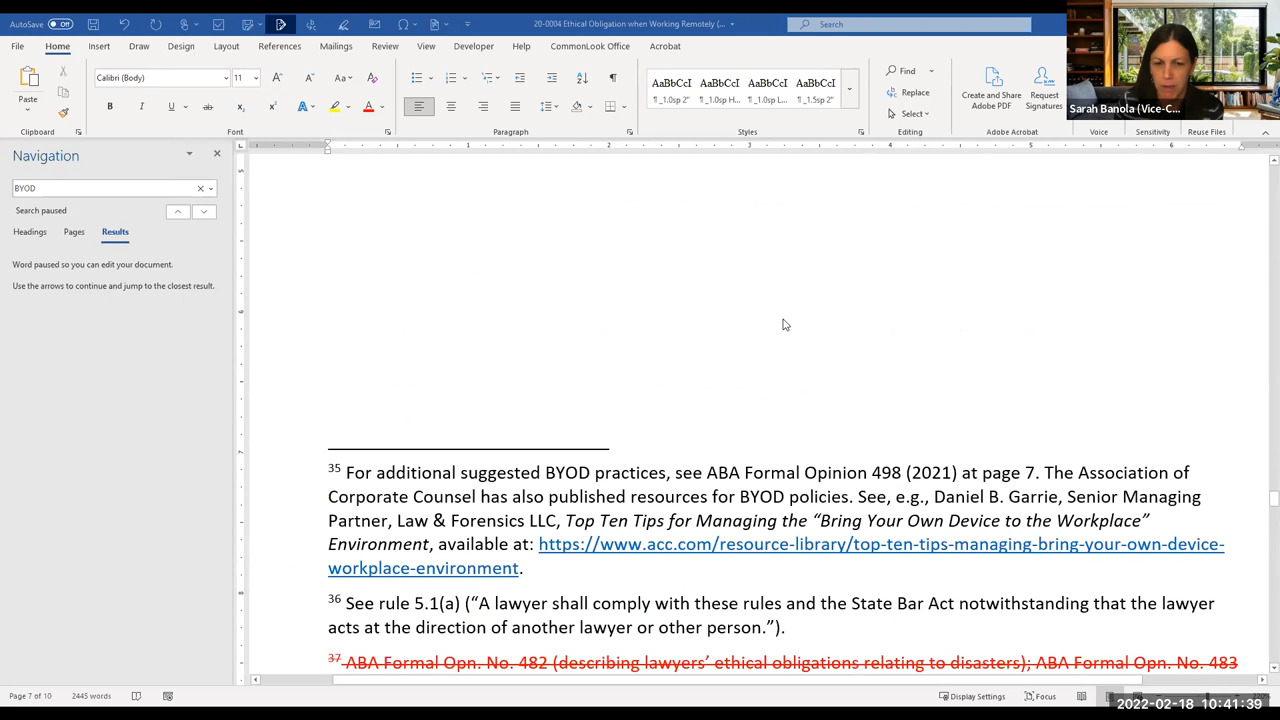 AutoSave Off
20-0004 Ethical Obligation when Working Remotely (...
Search
File Home Insert Draw Design Layout References Mailings Review View Developer Help CommonLook Office Acrobat
Paste
Calibri (Body) 11
AaBbCcI AaBbCcI AaBbCcI AaBbCcI
¶ _1.0sp 2" ¶ _1.0sp H... ¶ _1.0sp L... ¶ _1.5sp 2"
Find
Replace
Select
Create and Share Adobe PDF
Request Signatures
Clipboard Font Paragraph Styles Editing Adobe Acrobat Voice Sensitivity Reuse Files
Sarah Banola (Vice-C...
Navigation
BYOD
Search paused
Headings Pages Results
Word paused so you can edit your document.
Use the arrows to continue and jump to the closest result.
35 For additional suggested BYOD practices, see ABA Formal Opinion 498 (2021) at page 7. The Association of
Corporate Counsel has also published resources for BYOD policies. See, e.g., Daniel B. Garrie, Senior Managing
Partner, Law & Forensics LLC, Top Ten Tips for Managing the “Bring Your Own Device to the Workplace”
Environment, available at: https://www.acc.com/resource-library/top-ten-tips-managing-bring-your-own-device-
workplace-environment.
36 See rule 5.1(a) (“A lawyer shall comply with these rules and the State Bar Act notwithstanding that the lawyer
acts at the direction of another lawyer or other person.”).
37 ABA Formal Opn. No. 482 (describing lawyers’ ethical obligations relating to disasters); ABA Formal Opn. No. 483
Page 7 of 10 2445 words
Display Settings Focus
2022-02-18 10:41:39